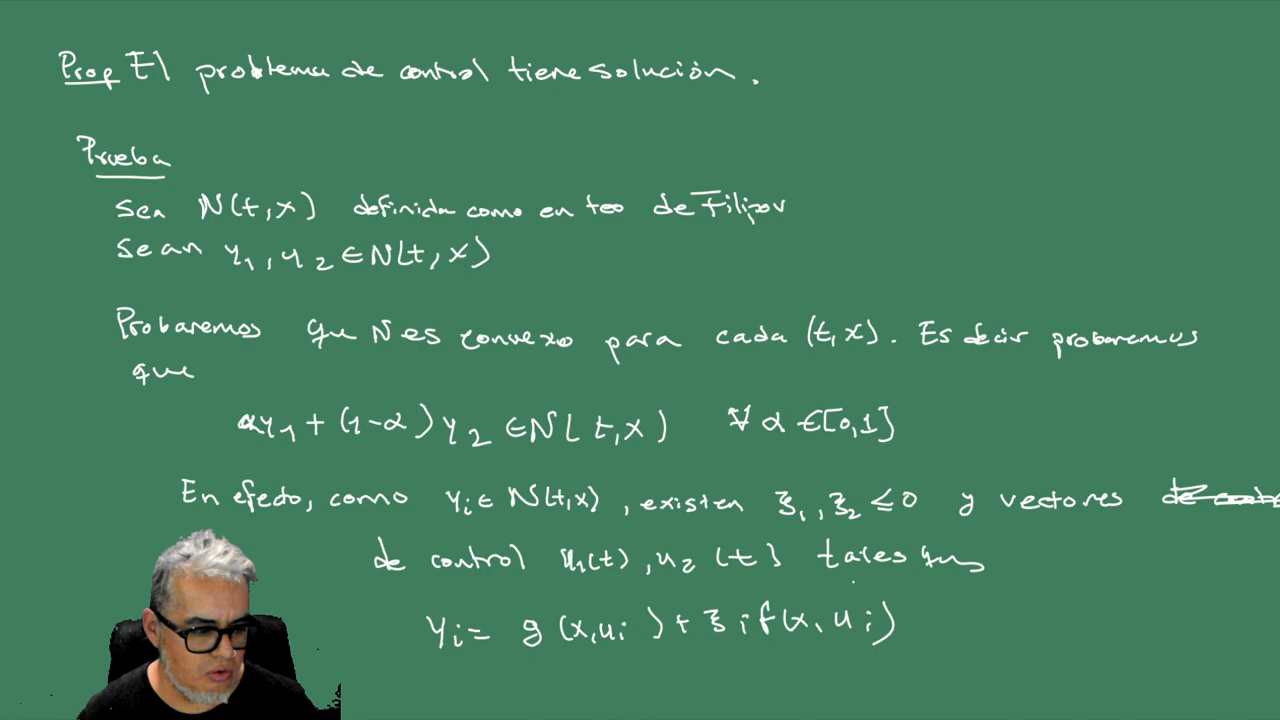 Prop El problema de control tiene solución.
Prueba
Sea N(t,x) definida como en teo de Filipov
Sean y₁, y₂ ∈ N(t,x)
Probaremos que N es convexo para cada (t,x). Es decir probaremos
que
αy₁ + (1-α) y₂ ∈ N(t,x) ∀ α ∈ [0,1]
En efecto, como yᵢ ∈ N(t,x), existen ξ₁, ξ₂ ≤ 0 y vectores
de control u₁(t), u₂(t) tales que
yᵢ = g(x,uᵢ) + ξᵢ f(x,uᵢ)